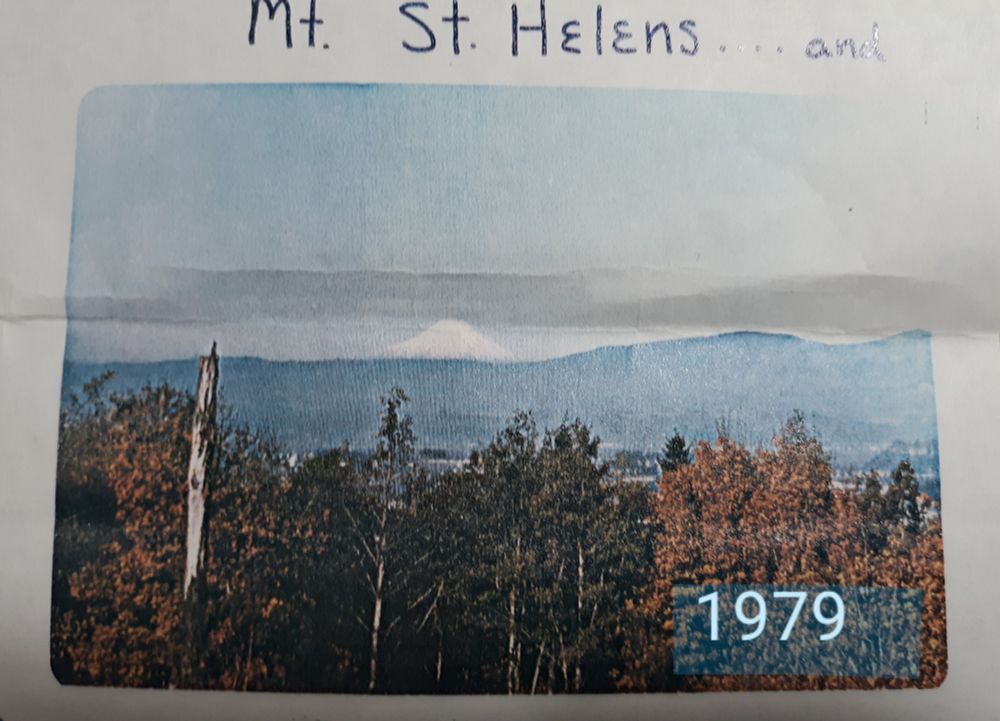 Mt. St. Helens.... and
1979